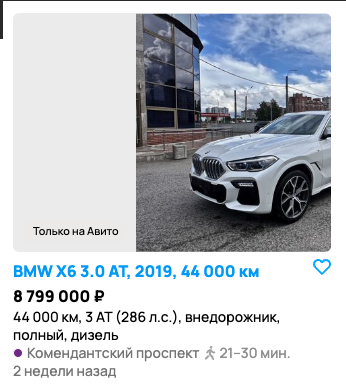 Только на Авито
BMW X6 3.0 AT, 2019, 44 000 км
8 799 000 ₽
44 000 км, 3 AT (286 л.с.), внедорожник,
полный, дизель
Комендантский проспект 21–30 мин.
2 недели назад